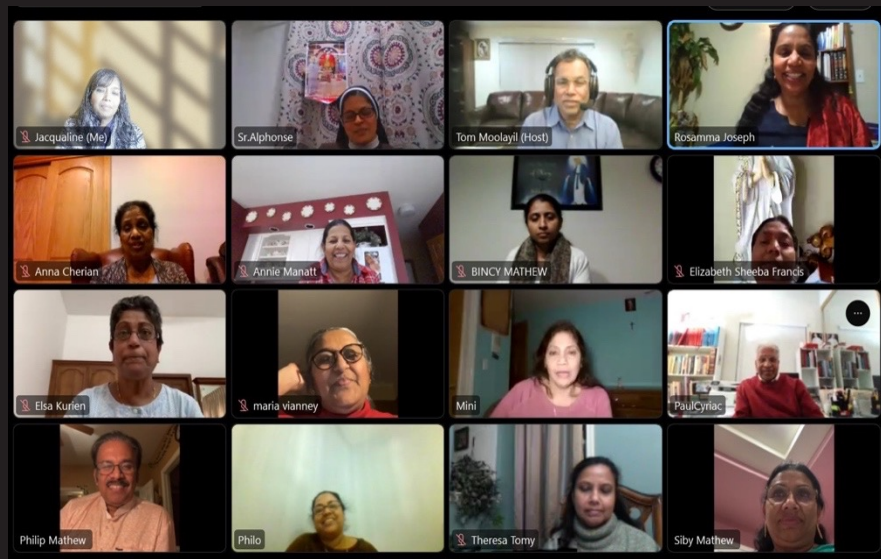 Jacqueline (Me)
Sr.Alphonse
Tom Moolayil (Host)
Rosamma Joseph
Anna Cherian
Annie Manatt
BINCY MATHEW
Elizabeth Sheeba Francis
Elsa Kurien
maria vianney
Mini
PaulCyriac
Philip Mathew
Philo
Theresa Tomy
Siby Mathew